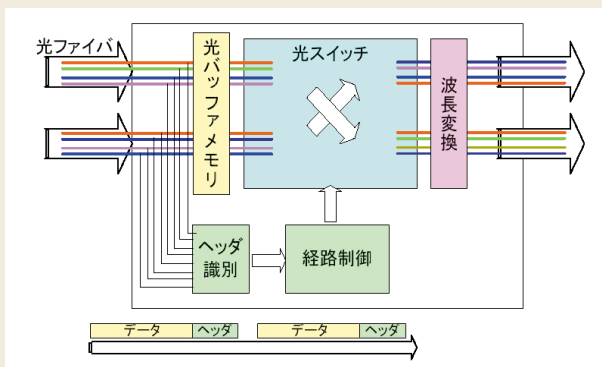 光ファイバ
光バッファメモリ
光スイッチ
波長変換
ヘッダ
識別
経路制御
データ
ヘッダ
データ
ヘッダ